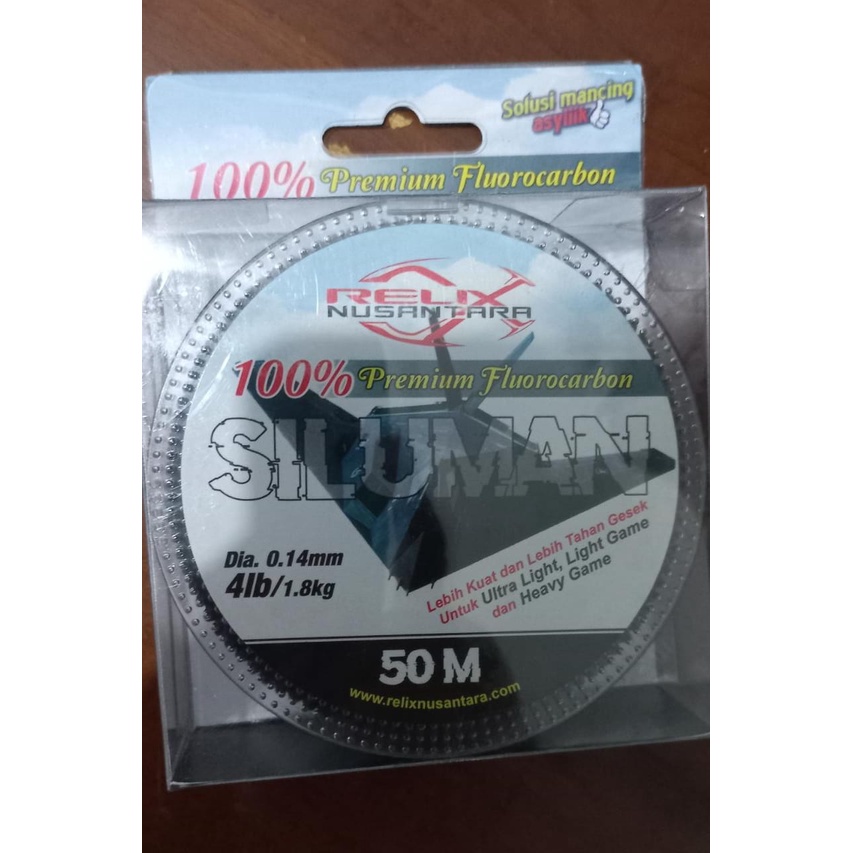 Solusi mancing
asyiiik
100% Premium Fluorocarbon
RELIX
NUSANTARA
100% Premium Fluorocarbon
SILUMAN
Dia. 0.14mm
4lb/1.8kg
Lebih Kuat dan Lebih Tahan Gesek
Untuk Ultra Light, Light Game
dan Heavy Game
50 M
www.relixnusantara.com